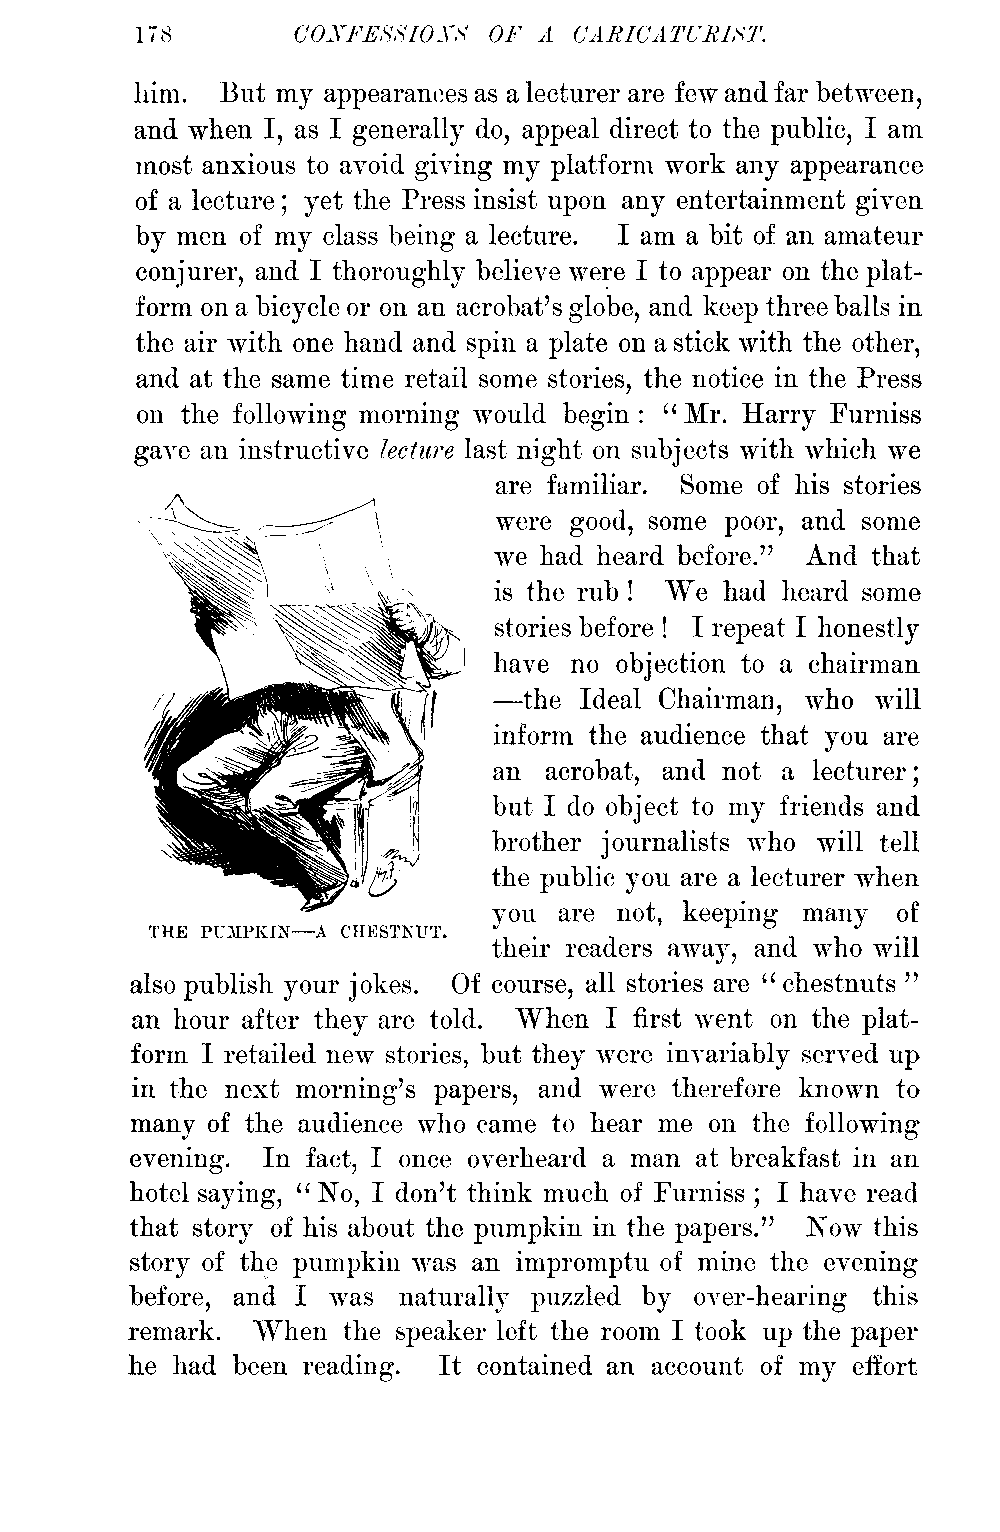 178 CONFESSIONS OF A CARICATURIST.
him. But my appearances as a lecturer are few and far between,
and when I, as I generally do, appeal direct to the public, I am
most anxious to avoid giving my platform work any appearance
of a lecture; yet the Press insist upon any entertainment given
by men of my class being a lecture. I am a bit of an amateur
conjurer, and I thoroughly believe were I to appear on the plat-
form on a bicycle or on an acrobat's globe, and keep three balls in
the air with one hand and spin a plate on a stick with the other,
and at the same time retail some stories, the notice in the Press
on the following morning would begin: "Mr. Harry Furniss
gave an instructive lecture last night on subjects with which we
are familiar. Some of his stories
were good, some poor, and some
we had heard before." And that
is the rub! We had heard some
stories before! I repeat I honestly
have no objection to a chairman
—the Ideal Chairman, who will
inform the audience that you are
an acrobat, and not a lecturer;
but I do object to my friends and
brother journalists who will tell
the public you are a lecturer when
you are not, keeping many of
their readers away, and who will
THE PUMPKIN—A CHESTNUT.
also publish your jokes. Of course, all stories are "chestnuts"
an hour after they are told. When I first went on the plat-
form I retailed new stories, but they were invariably served up
in the next morning's papers, and were therefore known to
many of the audience who came to hear me on the following
evening. In fact, I once overheard a man at breakfast in an
hotel saying, "No, I don't think much of Furniss; I have read
that story of his about the pumpkin in the papers." Now this
story of the pumpkin was an impromptu of mine the evening
before, and I was naturally puzzled by over-hearing this
remark. When the speaker left the room I took up the paper
he had been reading. It contained an account of my effort